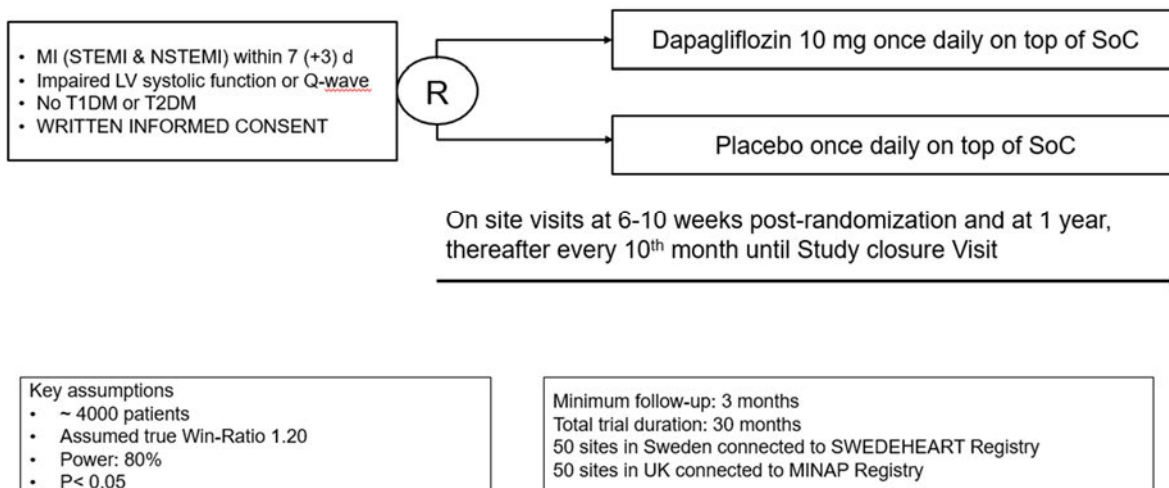 • MI (STEMI & NSTEMI) within 7 (+3) d
• Impaired LV systolic function or Q-wave
• No T1DM or T2DM
• WRITTEN INFORMED CONSENT
R
Dapagliflozin 10 mg once daily on top of SoC
Placebo once daily on top of SoC
On site visits at 6-10 weeks post-randomization and at 1 year,
thereafter every 10th month until Study closure Visit
Key assumptions
• ~ 4000 patients
• Assumed true Win-Ratio 1.20
• Power: 80%
• P< 0.05
Minimum follow-up: 3 months
Total trial duration: 30 months
50 sites in Sweden connected to SWEDEHEART Registry
50 sites in UK connected to MINAP Registry